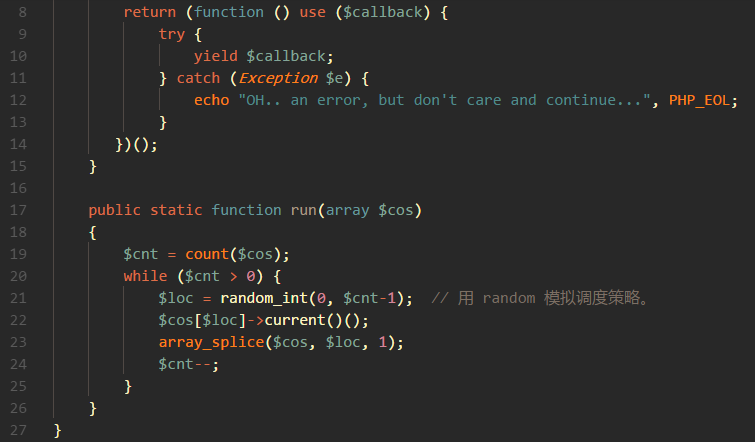 8 return (function () use ($callback) {
9 try {
10 yield $callback;
11 } catch (Exception $e) {
12 echo "OH.. an error, but don't care and continue...", PHP_EOL;
13 }
14 })();
15 }
16
17 public static function run(array $cos)
18 {
19 $cnt = count($cos);
20 while ($cnt > 0) {
21 $loc = random_int(0, $cnt-1); // 用 random 模拟调度策略。
22 $cos[$loc]->current()();
23 array_splice($cos, $loc, 1);
24 $cnt--;
25 }
26 }
27 }